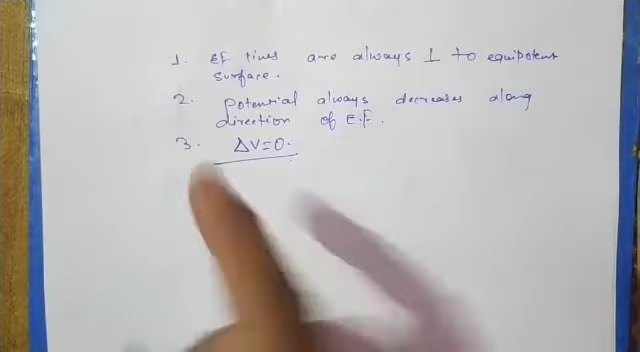 1. EF lines are always ⊥ to equipotent
surface.
2. Potential always decreases along
direction of E.F.
3. ΔV=0.